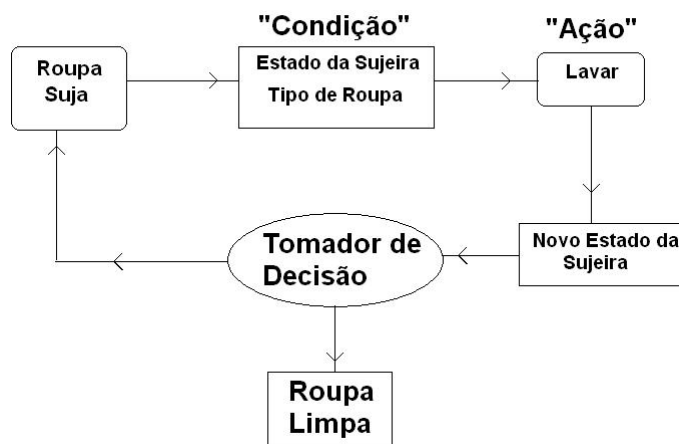 "Condição"
"Ação"
Roupa
Suja
Estado da Sujeira
Tipo de Roupa
Lavar
Novo Estado da
Sujeira
Tomador de
Decisão
Roupa
Limpa